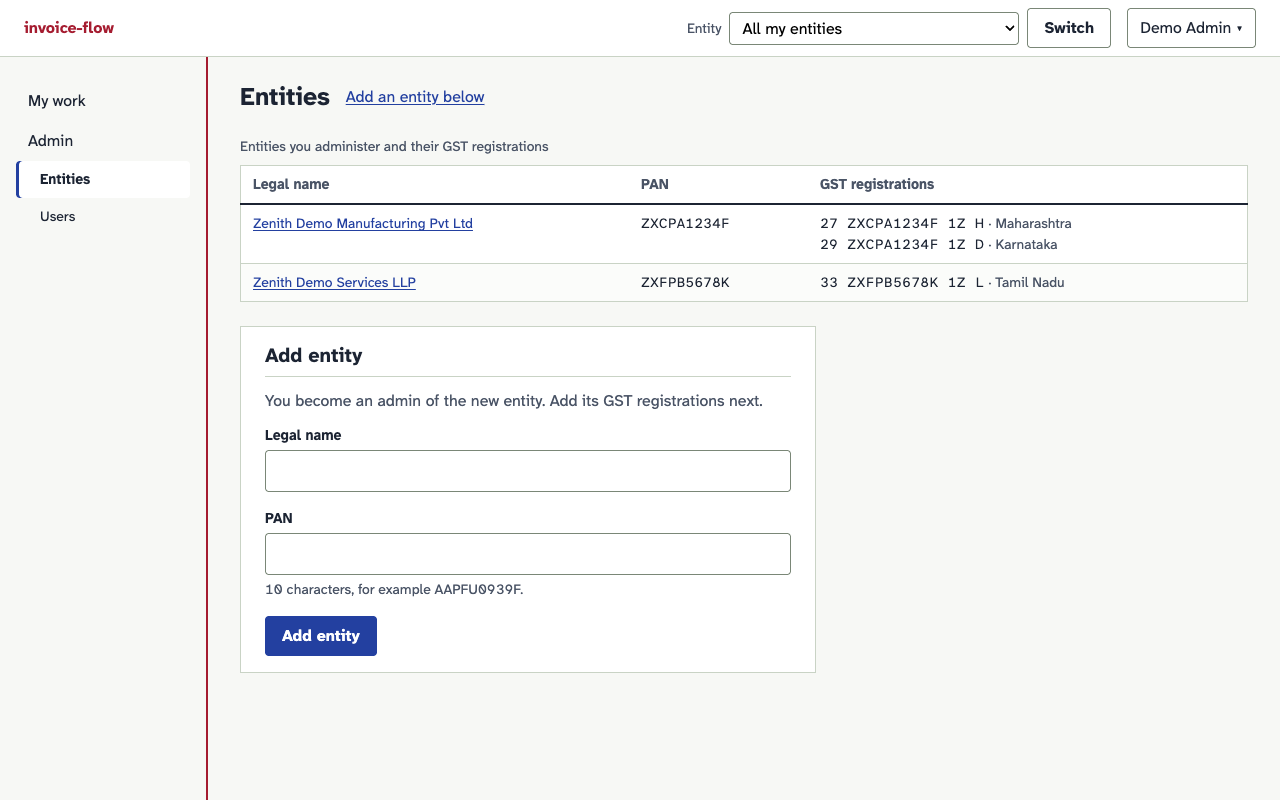 invoice-flow
Entity
All my entities
Switch
Demo Admin ▾
My work
Admin
Entities
Users
Entities
Add an entity below
Entities you administer and their GST registrations
Legal name PAN GST registrations
Zenith Demo Manufacturing Pvt Ltd ZXCPA1234F 27 ZXCPA1234F 1Z H · Maharashtra
29 ZXCPA1234F 1Z D · Karnataka
Zenith Demo Services LLP ZXFPB5678K 33 ZXFPB5678K 1Z L · Tamil Nadu
Add entity
You become an admin of the new entity. Add its GST registrations next.
Legal name
PAN
10 characters, for example AAPFU0939F.
Add entity